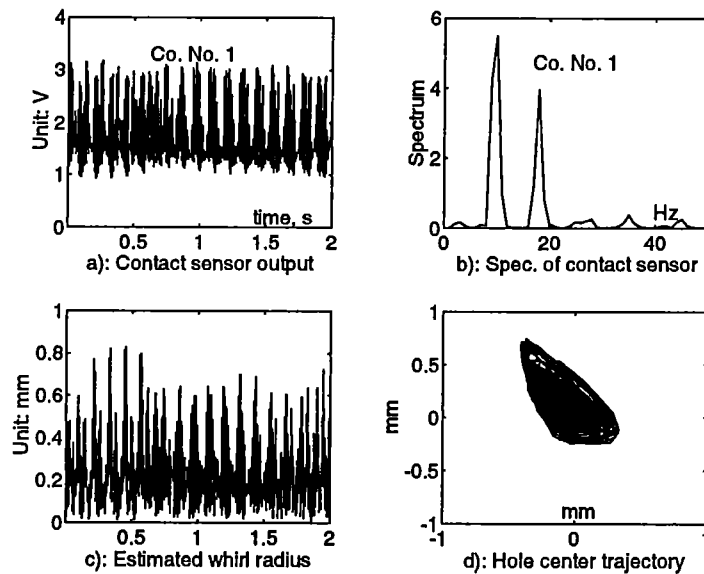 4
3
2
1
0
Unit: V
Co. No. 1
time, s
0.5 1 1.5 2
a): Contact sensor output
6
4
2
0
Spectrum
Co. No. 1
Hz
0 20 40
b): Spec. of contact sensor
1
0.8
0.6
0.4
0.2
0
Unit: mm
0.5 1 1.5 2
c): Estimated whirl radius
1
0.5
0
-0.5
-1
mm
mm
-1 0 1
d): Hole center trajectory